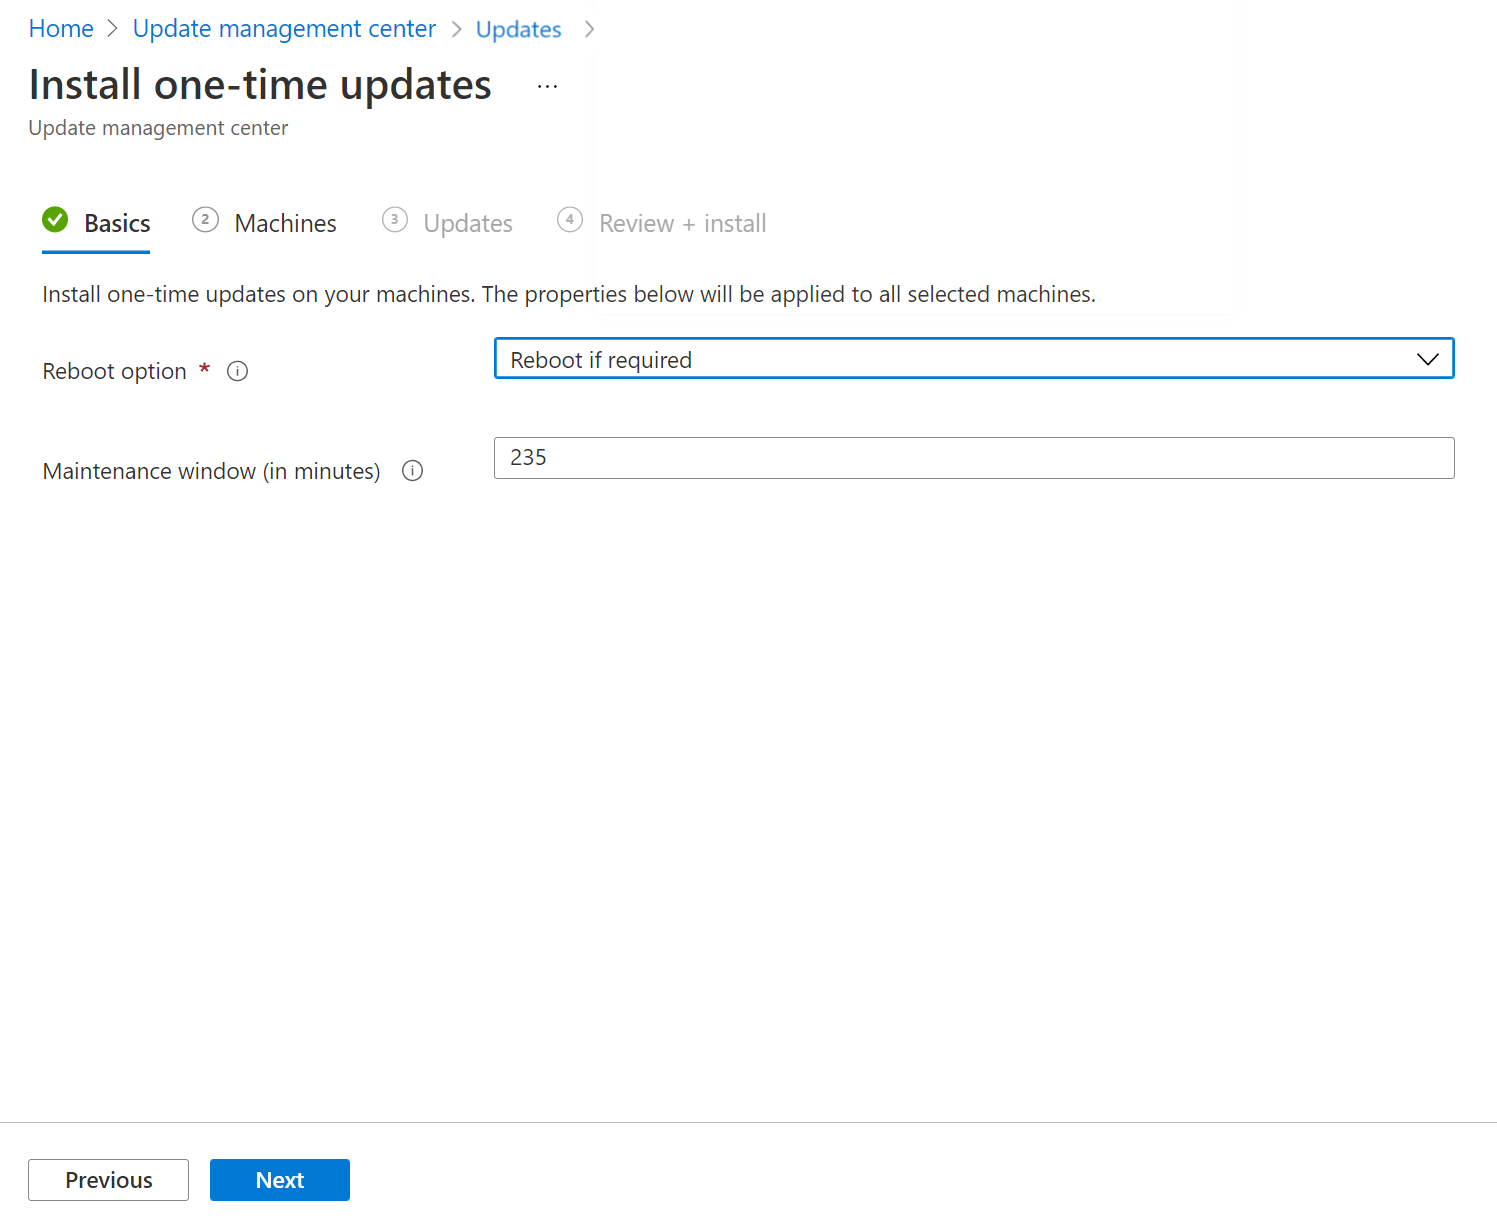 Home > Update management center > Updates >
Install one-time updates ...
Update management center
Basics 2 Machines 3 Updates 4 Review + install
Install one-time updates on your machines. The properties below will be applied to all selected machines.
Reboot option * i Reboot if required
Maintenance window (in minutes) i 235
Previous Next